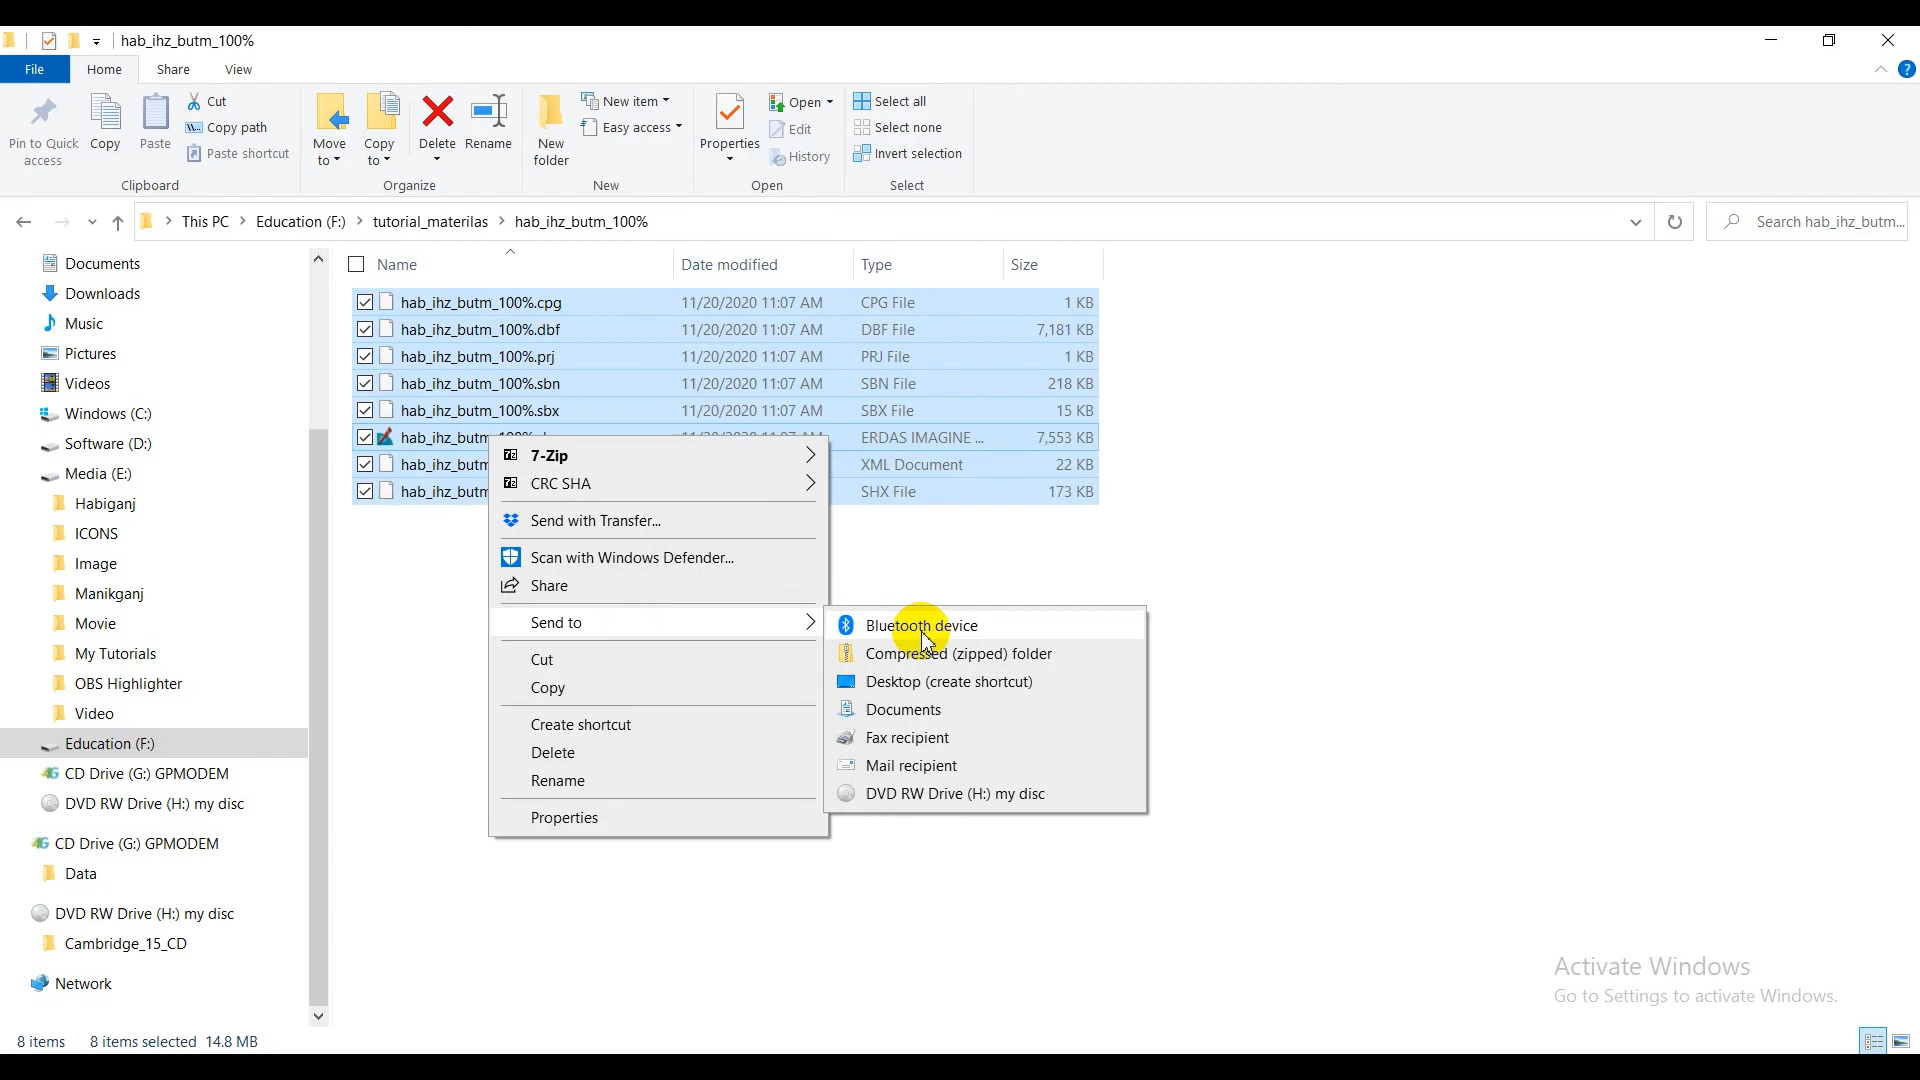 hab_ihz_butm_100%
File Home Share View
Pin to Quick access
Copy
Paste
Cut
Copy path
Paste shortcut
Clipboard
Move to
Copy to
Delete
Rename
Organize
New folder
New item
Easy access
New
Properties
Open
Edit
History
Open
Select all
Select none
Invert selection
Select
This PC > Education (F:) > tutorial_materilas > hab_ihz_butm_100%
Search hab_ihz_butm...
Documents
Downloads
Music
Pictures
Videos
Windows (C:)
Software (D:)
Media (E:)
Habiganj
ICONS
Image
Manikganj
Movie
My Tutorials
OBS Highlighter
Video
Education (F:)
CD Drive (G:) GPMODEM
DVD RW Drive (H:) my disc
CD Drive (G:) GPMODEM
Data
DVD RW Drive (H:) my disc
Cambridge_15_CD
Network
Name Date modified Type Size
hab_ihz_butm_100%.cpg 11/20/2020 11:07 AM CPG File 1 KB
hab_ihz_butm_100%.dbf 11/20/2020 11:07 AM DBF File 7,181 KB
hab_ihz_butm_100%.prj 11/20/2020 11:07 AM PRJ File 1 KB
hab_ihz_butm_100%.sbn 11/20/2020 11:07 AM SBN File 218 KB
hab_ihz_butm_100%.sbx 11/20/2020 11:07 AM SBX File 15 KB
hab_ihz_butm ERDAS IMAGINE ... 7,553 KB
hab_ihz_butm XML Document 22 KB
hab_ihz_butm SHX File 173 KB
7-Zip
CRC SHA
Send with Transfer...
Scan with Windows Defender...
Share
Send to
Cut
Copy
Create shortcut
Delete
Rename
Properties
Bluetooth device
Compressed (zipped) folder
Desktop (create shortcut)
Documents
Fax recipient
Mail recipient
DVD RW Drive (H:) my disc
Activate Windows
Go to Settings to activate Windows.
8 items 8 items selected 14.8 MB